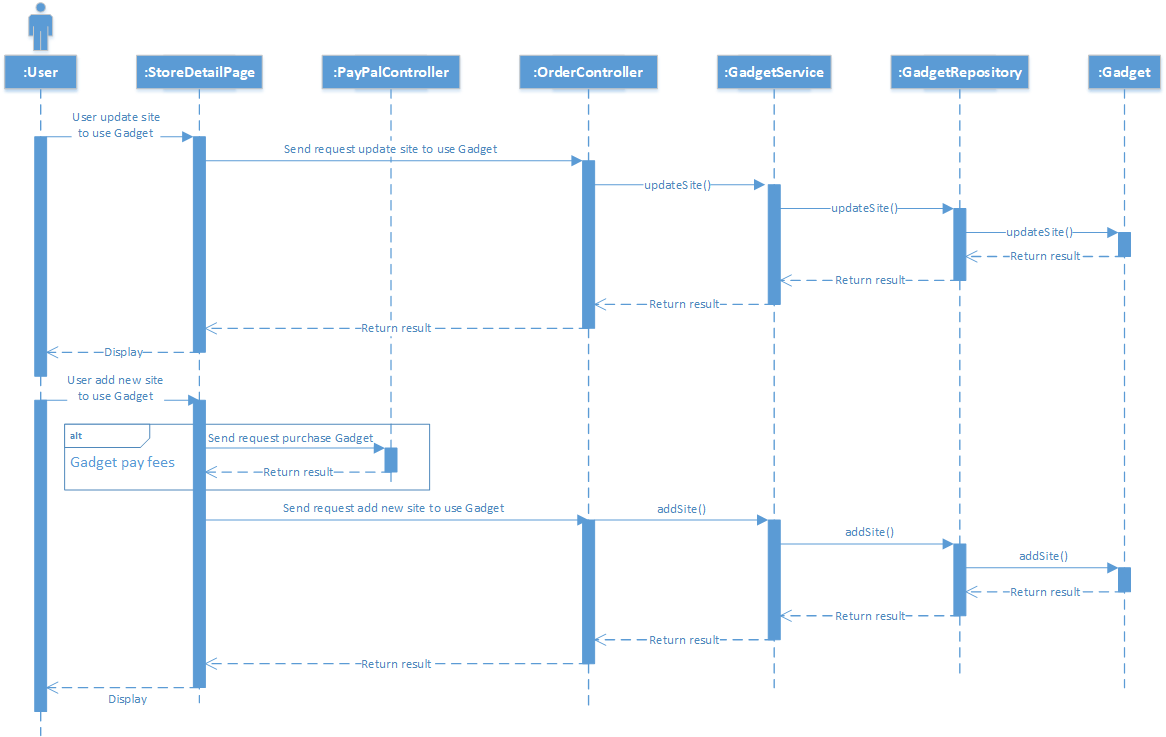 :User
:StoreDetailPage
:PayPalController
:OrderController
:GadgetService
:GadgetRepository
:Gadget
User update site
to use Gadget
Send request update site to use Gadget
updateSite()
updateSite()
updateSite()
Return result
Return result
Return result
Return result
Display
User add new site
to use Gadget
alt
Send request purchase Gadget
Gadget pay fees
Return result
Send request add new site to use Gadget
addSite()
addSite()
addSite()
Return result
Return result
Return result
Return result
Display